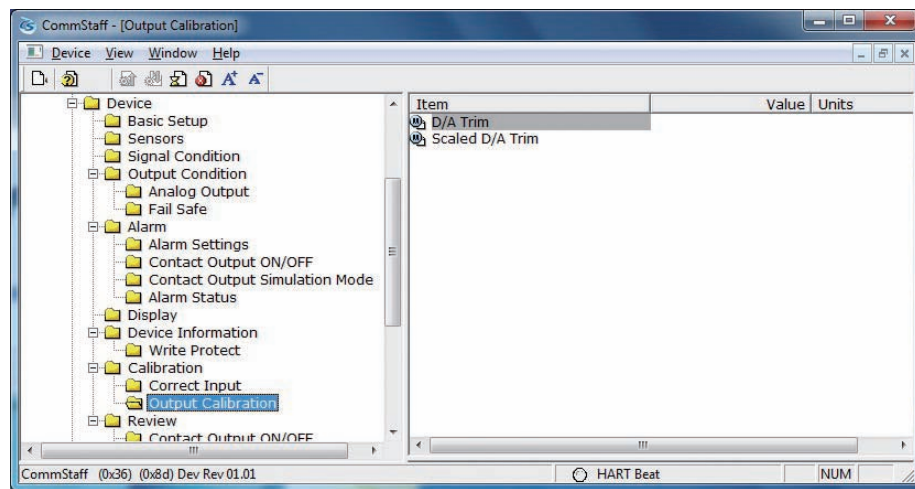 CommStaff - [Output Calibration]
Device View Window Help
Item Value Units
Device
Basic Setup
Sensors
Signal Condition
Output Condition
Analog Output
Fail Safe
Alarm
Alarm Settings
Contact Output ON/OFF
Contact Output Simulation Mode
Alarm Status
Display
Device Information
Write Protect
Calibration
Correct Input
Output Calibration
Review
Contact Output ON/OFF
D/A Trim
Scaled D/A Trim
CommStaff (0x36) (0x8d) Dev Rev 01.01 HART Beat NUM